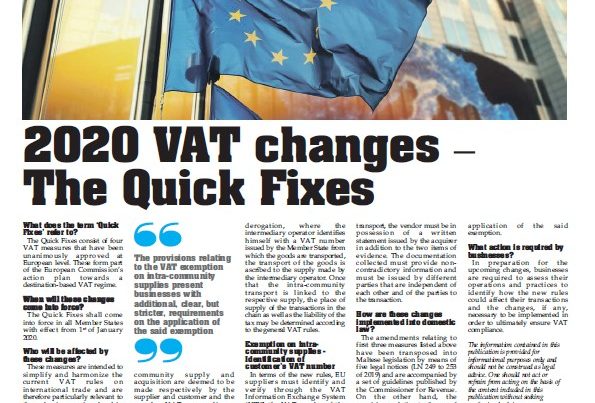 2020 VAT changes –
The Quick Fixes
What does the term 'Quick
Fixes' refer to?
The Quick Fixes consist of four
VAT measures that have been
unanimously approved at
European level. These form part
of the European Commission's
action plan towards a
destination-based VAT regime.
When will these changes
come into force?
The Quick Fixes shall come
into force in all Member States
with effect from 1st of January
2020.
Who will be affected by
these changes?
These measures are intended to
simplify and harmonize the
current VAT rules on
international trade and are
therefore particularly relevant to
The provisions relating
to the VAT exemption
on intra-community
supplies present
businesses with
additional, clear, but
stricter, requirements
on the application of
the said exemption
community supply and
acquisition are deemed to be
made respectively by the
supplier and customer and the
derogation, where the
intermediary operator identifies
himself with a VAT number
issued by the Member State from
which the goods are transported,
the transport of the goods is
ascribed to the supply made by
the intermediary operator. Once
that the intra-community
transport is linked to the
respective supply, the place of
supply of the transactions in the
chain as well as the liability of the
tax may be determined according
to the general VAT rules.
Exemption on intra-
community supplies -
Identification of
customer's VAT number
In terms of the new rules, EU
suppliers must identify and
verify through the VAT
Information Exchange System
transport, the vendor must be in
possession of a written
statement issued by the acquirer
in addition to the two items of
evidence. The documentation
collected must provide non-
contradictory information and
must be issued by different
parties that are independent of
each other and of the parties to
the transaction.
How are these changes
implemented into domestic
law?
The amendments relating to
the first three measures listed above
have been transposed into
Maltese legislation by means of
five legal notices (LN 249 to 253
of 2019) and are accompanied by
a set of guidelines published by
the Commissioner for Revenue.
On the other hand, the
application of the said
exemption.
What action is required by
businesses?
In preparation for the
upcoming changes, businesses
are required to assess their
operations and practices to
identify how the new rules
could affect their transactions
and the changes, if any,
necessary to be implemented in
order to ultimately ensure VAT
compliance.
The information contained in this
publication is provided for
informational purposes only and
should not be construed as legal
advice. One should not act or
refrain from acting on the basis of
the content included in this
publication without seeking